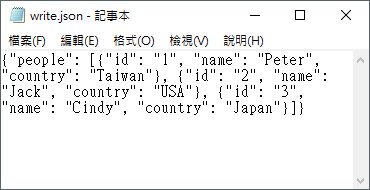 write.json - 記事本
檔案(F) 編輯(E) 格式(O) 檢視(V) 說明(H)
{"people": [{"id": "1", "name": "Peter",
"country": "Taiwan"}, {"id": "2", "name":
"Jack", "country": "USA"}, {"id": "3",
"name": "Cindy", "country": "Japan"}]}